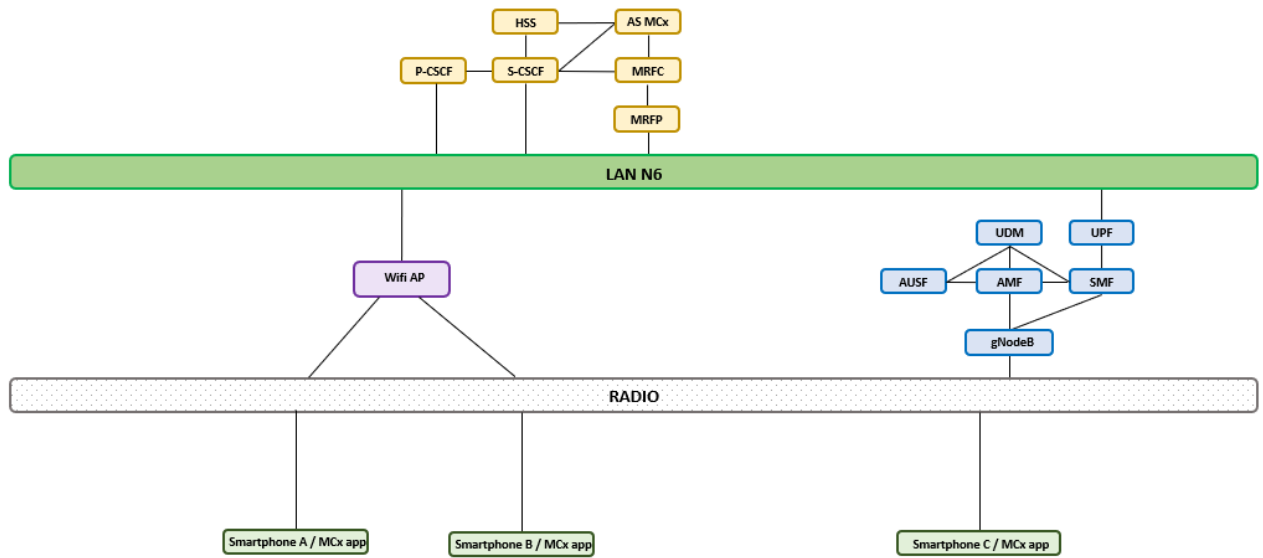 HSS
AS MCx
P-CSCF
S-CSCF
MRFC
MRFP
LAN N6
UDM
UPF
Wifi AP
AUSF
AMF
SMF
gNodeB
RADIO
Smartphone A / MCx app
Smartphone B / MCx app
Smartphone C / MCx app